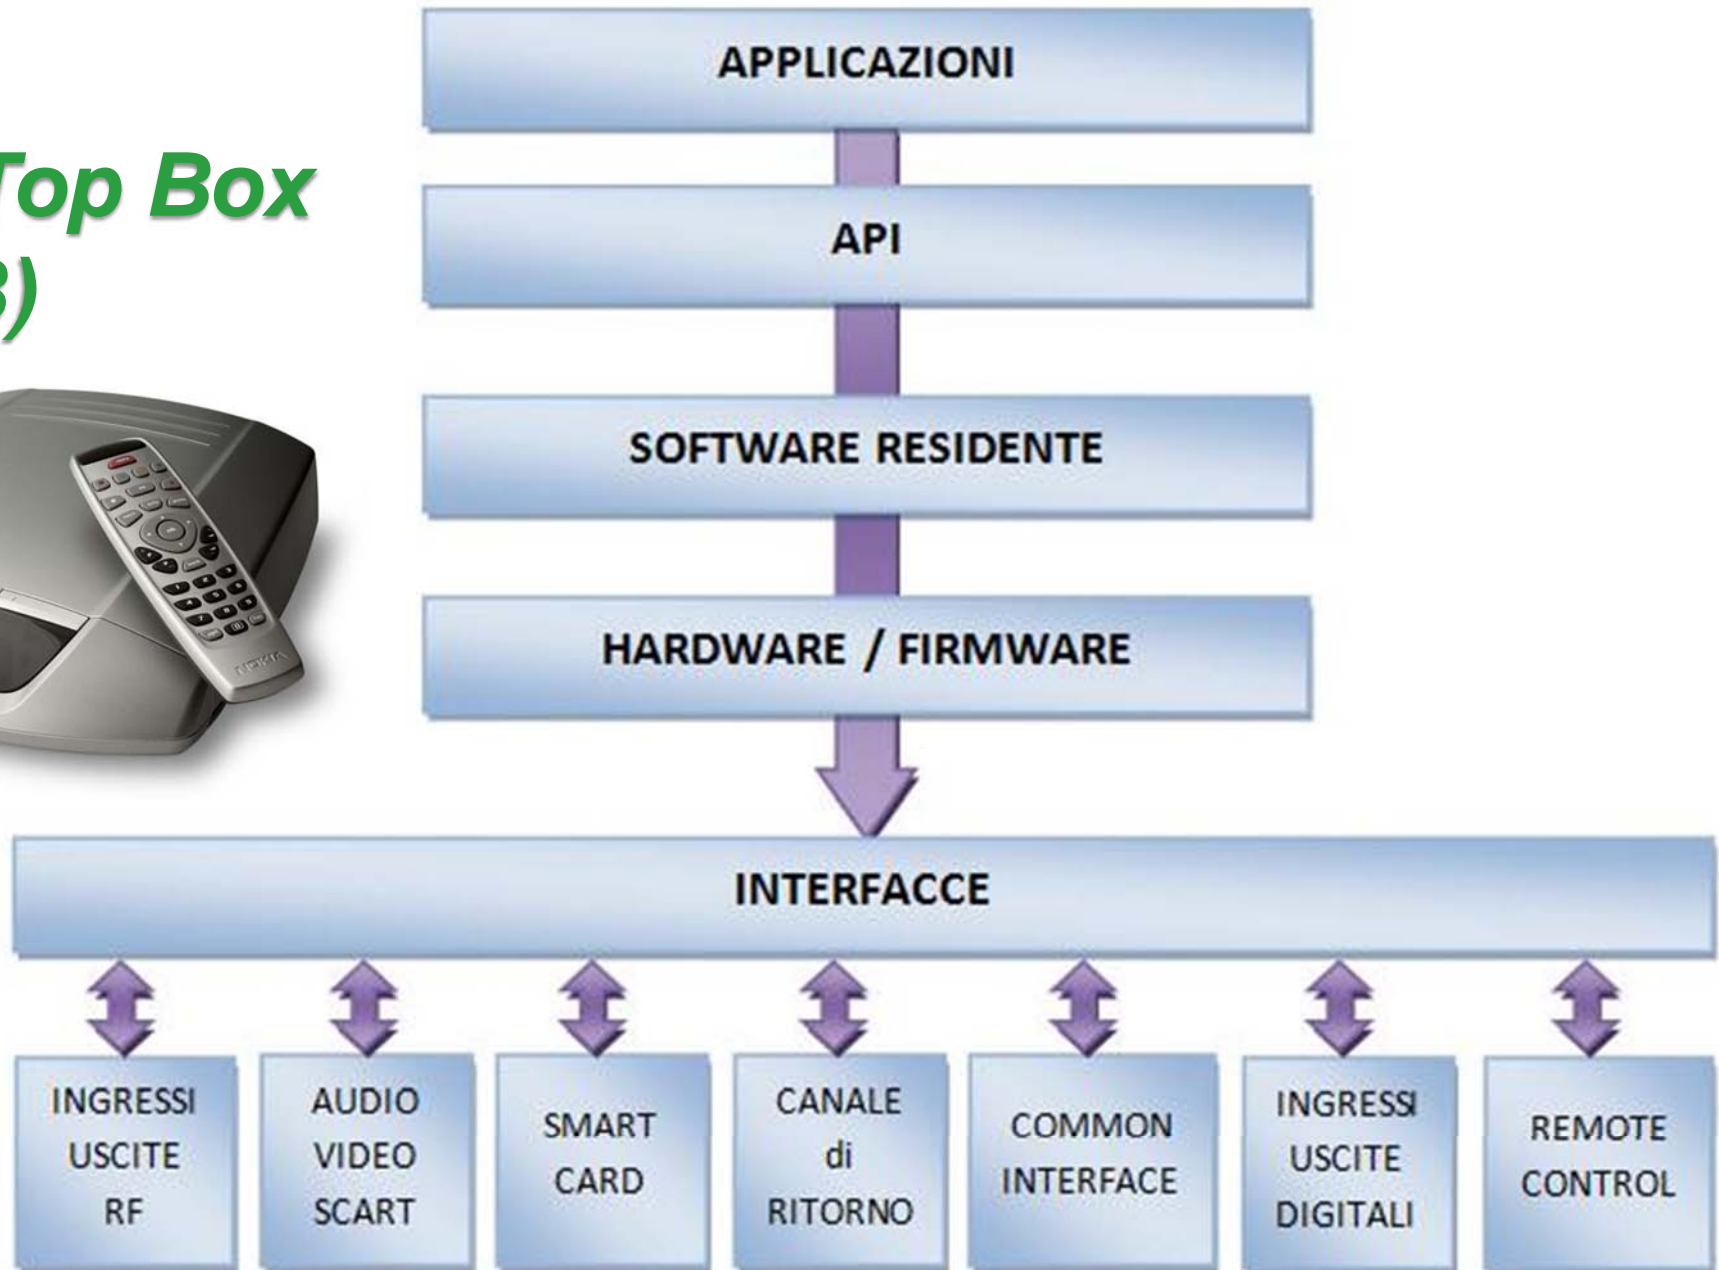 Top Box
B)
APPLICAZIONI
API
SOFTWARE RESIDENTE
HARDWARE / FIRMWARE
NOKIA
INTERFACCE
INGRESSI
USCITE
RF
AUDIO
VIDEO
SCART
SMART
CARD
CANALE
di
RITORNO
COMMON
INTERFACE
INGRESSI
USCITE
DIGITALI
REMOTE
CONTROL